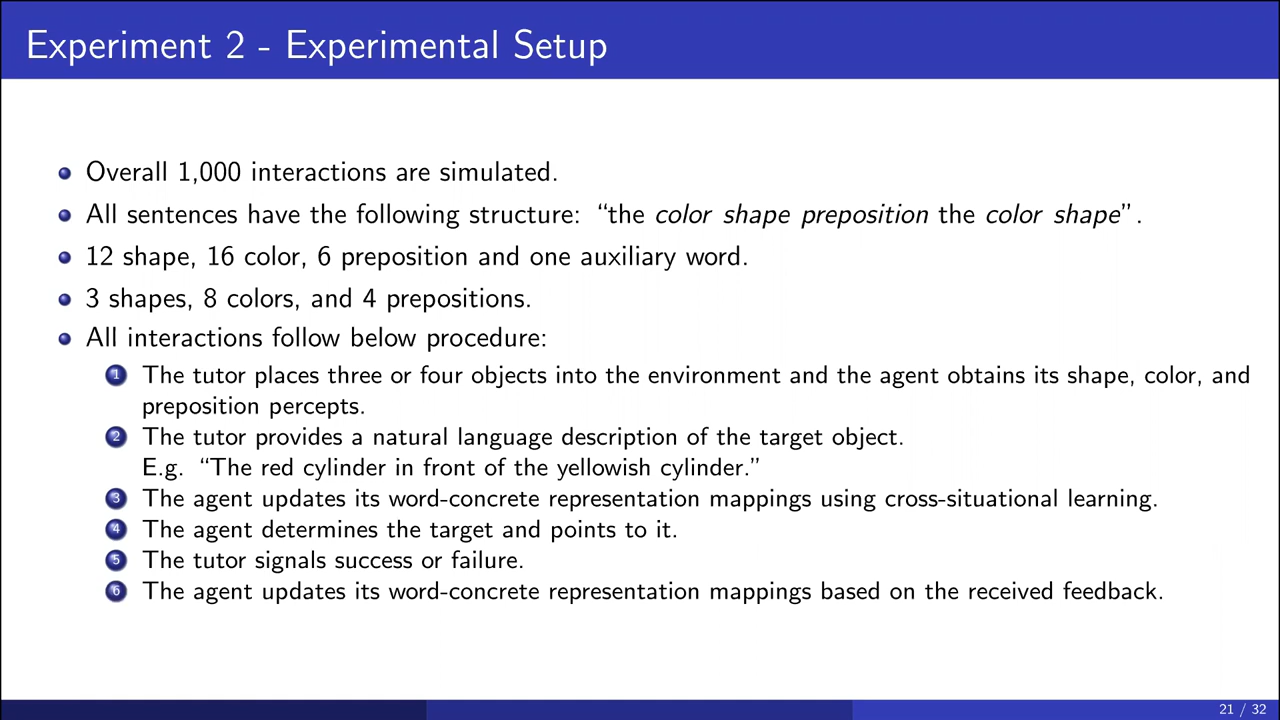 Experiment 2 - Experimental Setup
Overall 1,000 interactions are simulated.
All sentences have the following structure: “the color shape preposition the color shape”.
12 shape, 16 color, 6 preposition and one auxiliary word.
3 shapes, 8 colors, and 4 prepositions.
All interactions follow below procedure:
1 The tutor places three or four objects into the environment and the agent obtains its shape, color, and
preposition percepts.
2 The tutor provides a natural language description of the target object.
E.g. “The red cylinder in front of the yellowish cylinder.”
3 The agent updates its word-concrete representation mappings using cross-situational learning.
4 The agent determines the target and points to it.
5 The tutor signals success or failure.
6 The agent updates its word-concrete representation mappings based on the received feedback.
21 / 32